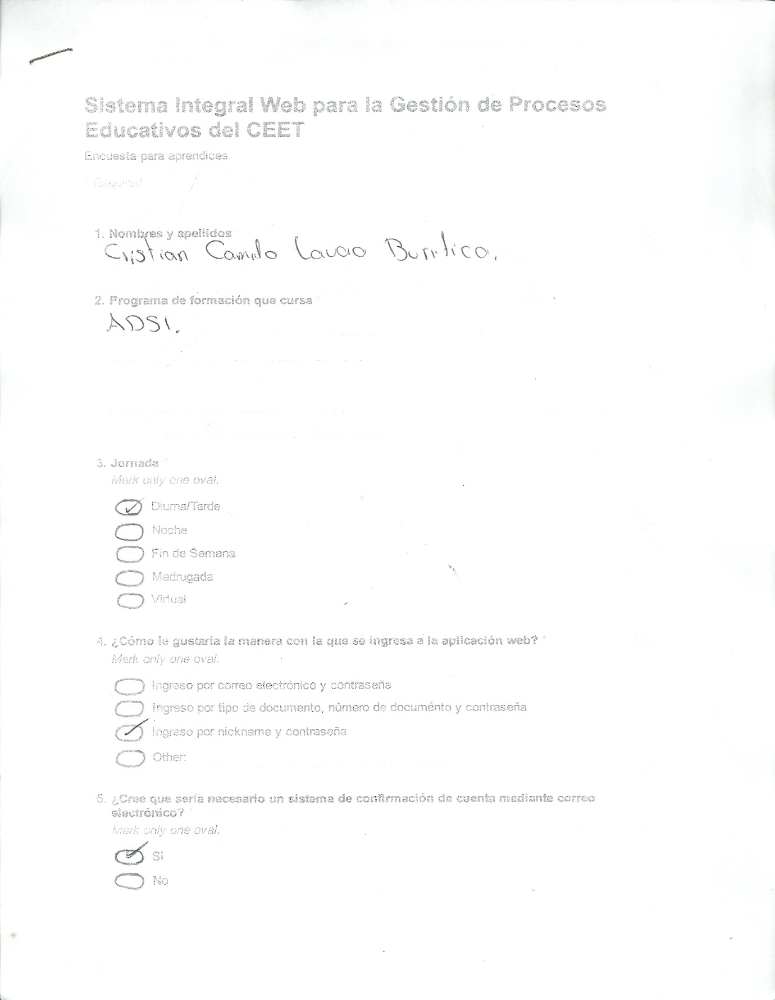 Sistema Integral Web para la Gestión de Procesos
Educativos del CEET
Encuesta para aprendices
* Required
1. Nombres y apellidos
Cristian Camilo Lavao Buritica.
2. Programa de formación que cursa *
ADSI.
3. Jornada *
Mark only one oval.
Diurna/Tarde
Noche
Fin de Semana
Madrugada
Virtual
4. ¿Cómo le gustaría la manera con la que se ingresa a la aplicación web? *
Mark only one oval.
Ingreso por correo electrónico y contraseña
Ingreso por tipo de documento, número de documento y contraseña
Ingreso por nickname y contraseña
Other:
5. ¿Cree que sería necesario un sistema de confirmación de cuenta mediante correo
electrónico? *
Mark only one oval.
Sí
No